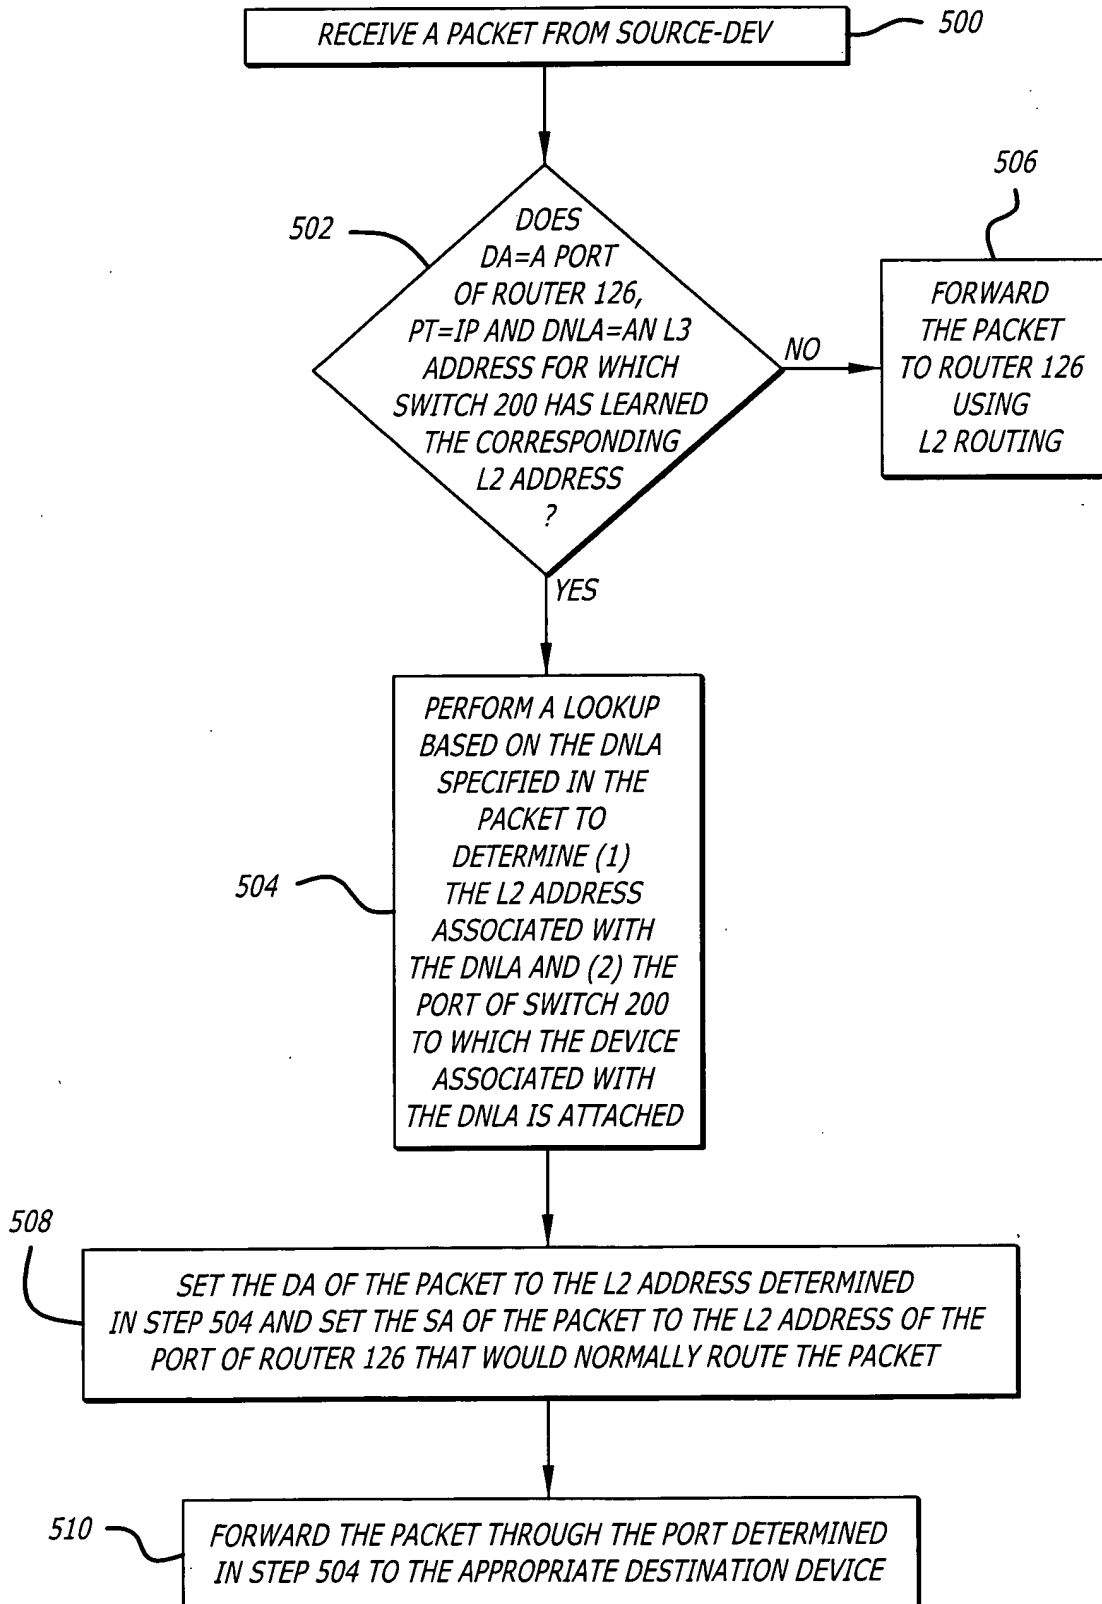 RECEIVE A PACKET FROM SOURCE-DEV
500
502
DOES
DA=A PORT
OF ROUTER 126,
PT=IP AND DNLA=AN L3
ADDRESS FOR WHICH
SWITCH 200 HAS LEARNED
THE CORRESPONDING
L2 ADDRESS
?
NO
506
FORWARD
THE PACKET
TO ROUTER 126
USING
L2 ROUTING
YES
504
PERFORM A LOOKUP
BASED ON THE DNLA
SPECIFIED IN THE
PACKET TO
DETERMINE (1)
THE L2 ADDRESS
ASSOCIATED WITH
THE DNLA AND (2) THE
PORT OF SWITCH 200
TO WHICH THE DEVICE
ASSOCIATED WITH
THE DNLA IS ATTACHED
508
SET THE DA OF THE PACKET TO THE L2 ADDRESS DETERMINED
IN STEP 504 AND SET THE SA OF THE PACKET TO THE L2 ADDRESS OF THE
PORT OF ROUTER 126 THAT WOULD NORMALLY ROUTE THE PACKET
510
FORWARD THE PACKET THROUGH THE PORT DETERMINED
IN STEP 504 TO THE APPROPRIATE DESTINATION DEVICE